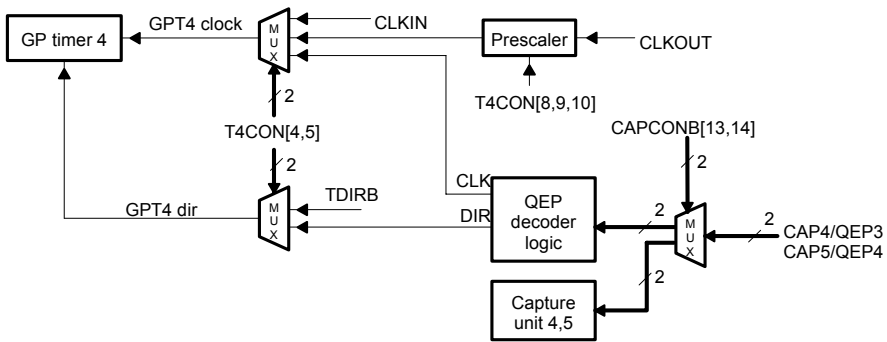 GPT4 clock
GP timer 4
M
U
X
CLKIN
Prescaler
CLKOUT
2
T4CON[8,9,10]
T4CON[4,5]
CAPCONB[13,14]
2
2
CLK
TDIRB
GPT4 dir
M
U
X
DIR
QEP
decoder
logic
2
M
U
X
2
CAP4/QEP3
CAP5/QEP4
2
Capture
unit 4,5